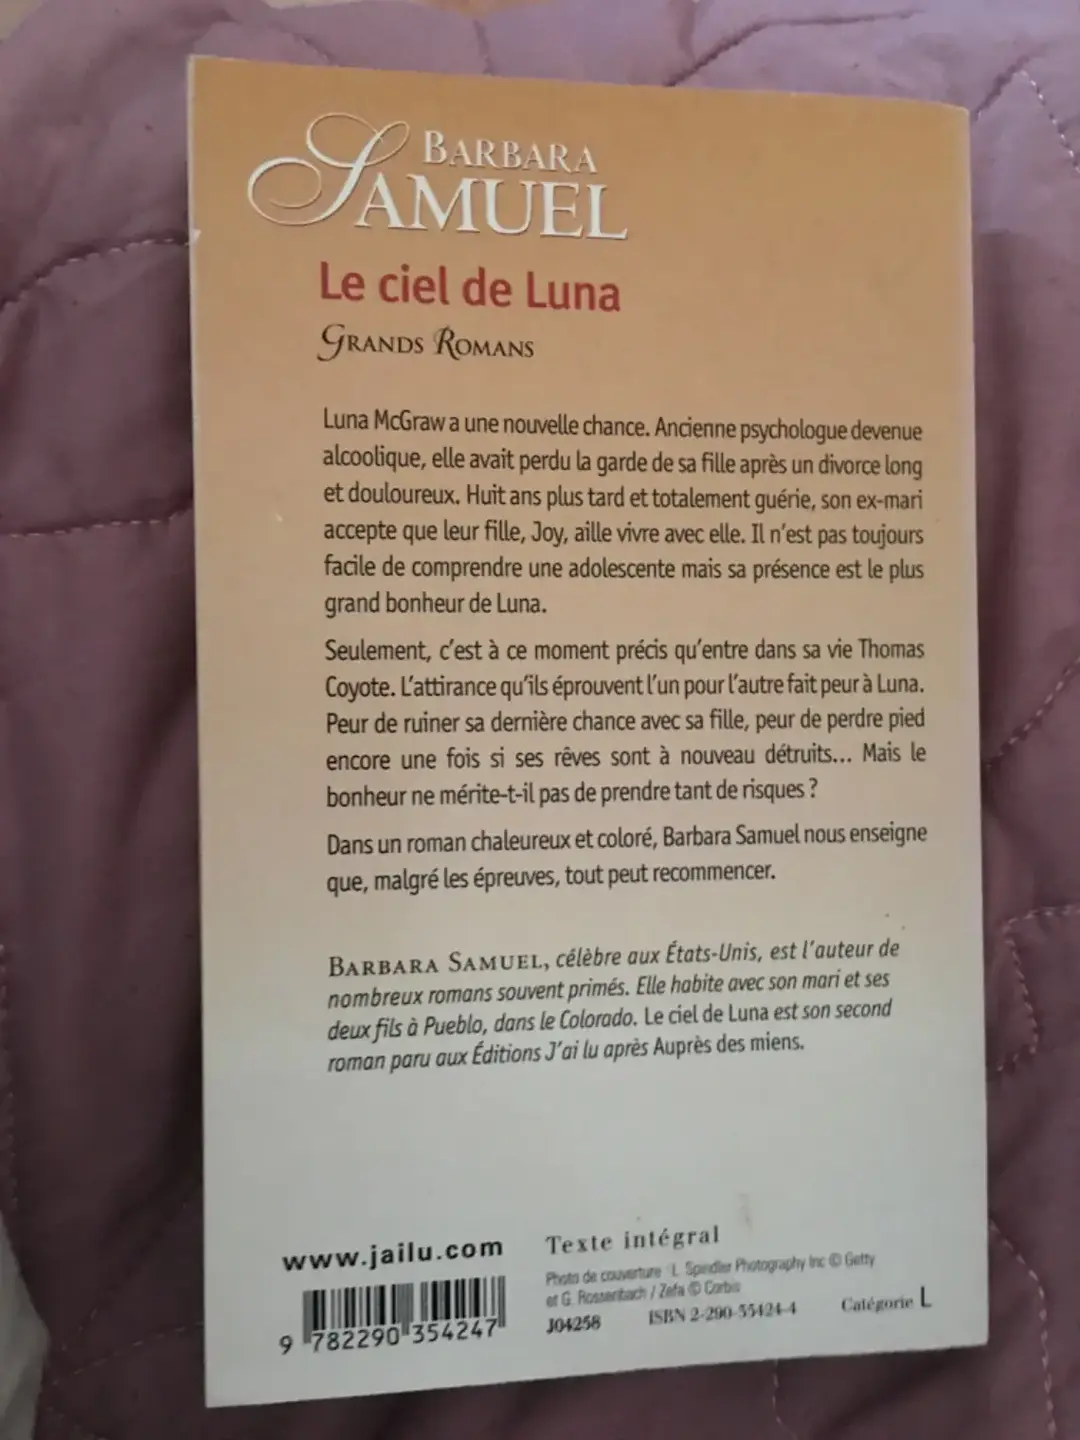 BARBARA
SAMUEL
Le ciel de Luna
GRANDS ROMANS
Luna McGraw a une nouvelle chance. Ancienne psychologue devenue
alcoolique, elle avait perdu la garde de sa fille après un divorce long
et douloureux. Huit ans plus tard et totalement guérie, son ex-mari
accepte que leur fille, Joy, aille vivre avec elle. Il n'est pas toujours
facile de comprendre une adolescente mais sa présence est le plus
grand bonheur de Luna.
Seulement, c'est à ce moment précis qu'entre dans sa vie Thomas
Coyote. L'attirance qu'ils éprouvent l'un pour l'autre fait peur à Luna.
Peur de ruiner sa dernière chance avec sa fille, peur de perdre pied
encore une fois si ses rêves sont à nouveau détruits... Mais le
bonheur ne mérite-t-il pas de prendre tant de risques ?
Dans un roman chaleureux et coloré, Barbara Samuel nous enseigne
que, malgré les épreuves, tout peut recommencer.
BARBARA SAMUEL, célèbre aux États-Unis, est l'auteur de
nombreux romans souvent primés. Elle habite avec son mari et ses
deux fils à Pueblo, dans le Colorado. Le ciel de Luna est son second
roman paru aux Éditions J'ai lu après Auprès des miens.
www.jailu.com
Texte intégral
Photo de couverture L. Spindler Photography Inc © Getty
et G. Rossenbach / Zefa © Corbis
J04258 ISBN 2-290-35424-4 Catégorie L
9 782290 354247